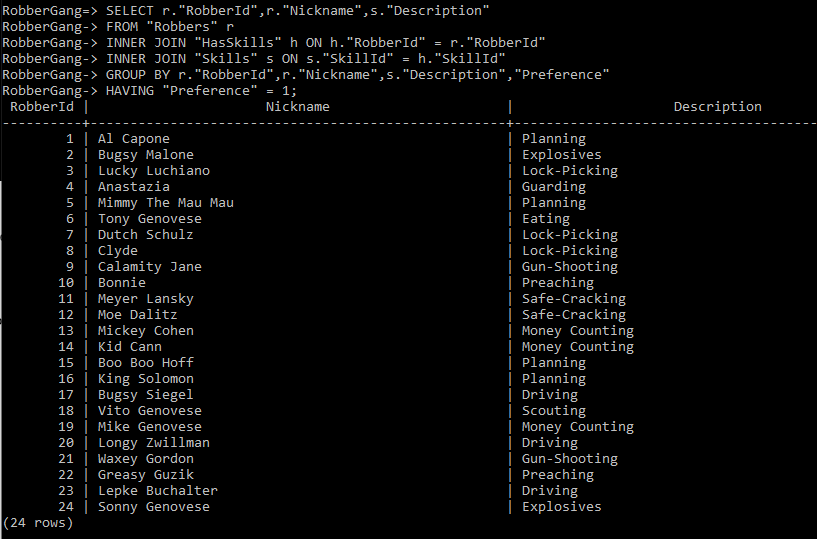 RobberGang=> SELECT r."RobberId",r."Nickname",s."Description"
RobberGang-> FROM "Robbers" r
RobberGang-> INNER JOIN "HasSkills" h ON h."RobberId" = r."RobberId"
RobberGang-> INNER JOIN "Skills" s ON s."SkillId" = h."SkillId"
RobberGang-> GROUP BY r."RobberId",r."Nickname",s."Description","Preference"
RobberGang-> HAVING "Preference" = 1;
RobberId | Nickname | Description
1 | Al Capone | Planning
2 | Bugsy Malone | Explosives
3 | Lucky Luchiano | Lock-Picking
4 | Anastazia | Guarding
5 | Mimmy The Mau Mau | Planning
6 | Tony Genovese | Eating
7 | Dutch Schulz | Lock-Picking
8 | Clyde | Lock-Picking
9 | Calamity Jane | Gun-Shooting
10 | Bonnie | Preaching
11 | Meyer Lansky | Safe-Cracking
12 | Moe Dalitz | Safe-Cracking
13 | Mickey Cohen | Money Counting
14 | Kid Cann | Money Counting
15 | Boo Boo Hoff | Planning
16 | King Solomon | Planning
17 | Bugsy Siegel | Driving
18 | Vito Genovese | Scouting
19 | Mike Genovese | Money Counting
20 | Longy Zwillman | Driving
21 | Waxey Gordon | Gun-Shooting
22 | Greasy Guzik | Preaching
23 | Lepke Buchalter | Driving
24 | Sonny Genovese | Explosives
(24 rows)